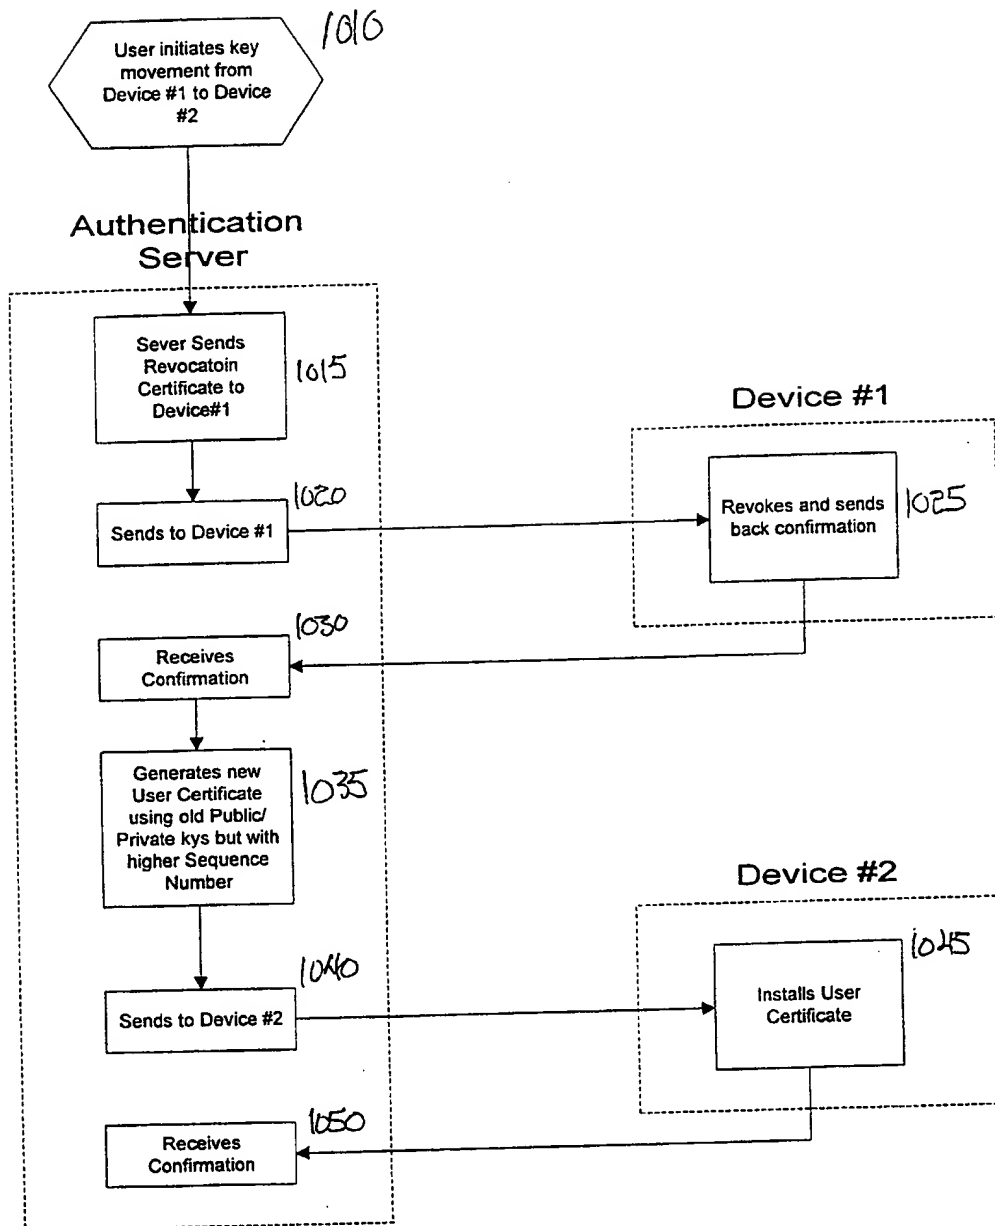 User initiates key
movement from
Device #1 to Device
#2
1010
Authentication
Server
Sever Sends
Revocatoin
Certificate to
Device#1
1015
Device #1
1020
Sends to Device #1
Revokes and sends
back confirmation
1025
1030
Receives
Confirmation
Generates new
User Certificate
using old Public/
Private kys but with
higher Sequence
Number
1035
Device #2
1040
Sends to Device #2
Installs User
Certificate
1045
1050
Receives
Confirmation